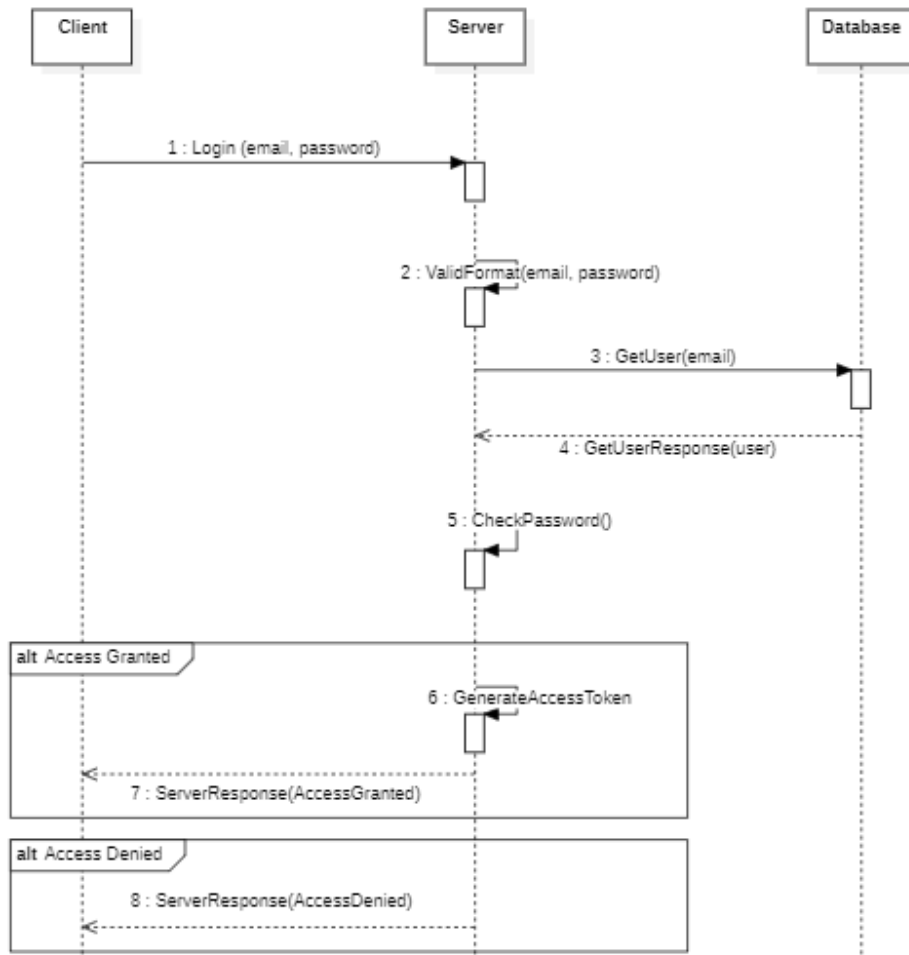 Client
Server
Database
1 : Login (email, password)
2 : ValidFormat(email, password)
3 : GetUser(email)
4 : GetUserResponse(user)
5 : CheckPassword()
alt Access Granted
6 : GenerateAccessToken
7 : ServerResponse(AccessGranted)
alt Access Denied
8 : ServerResponse(AccessDenied)